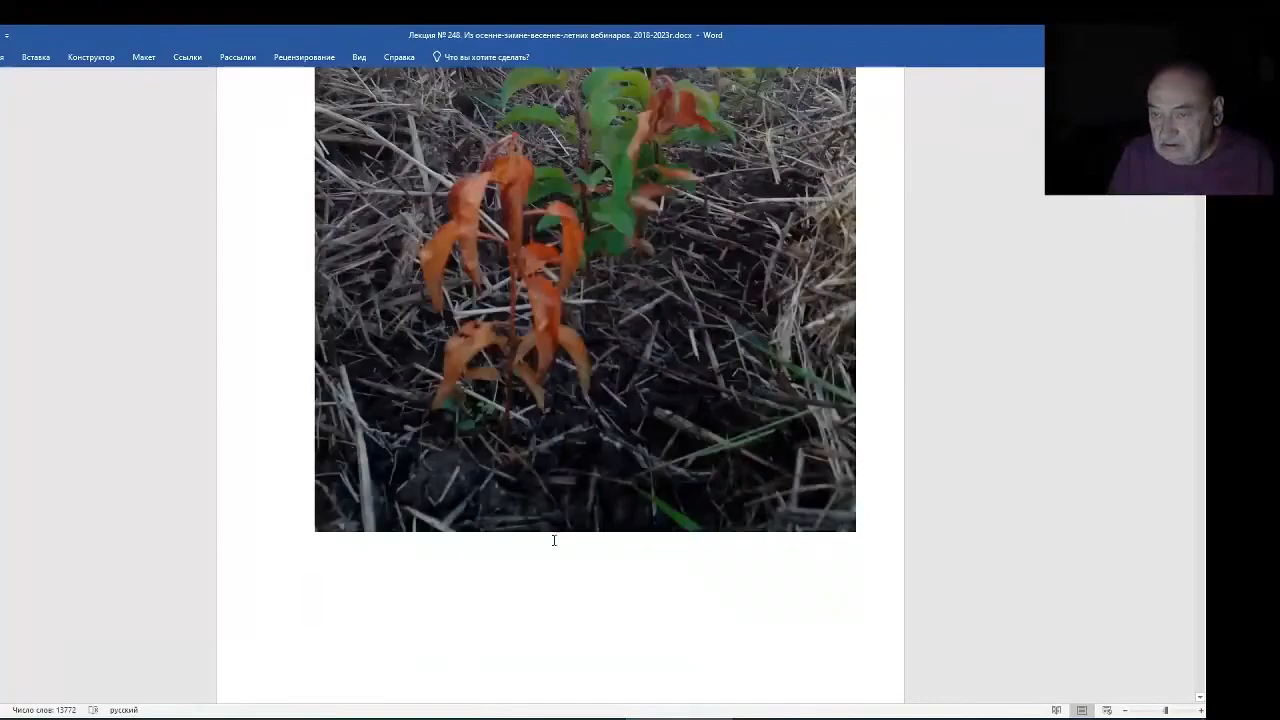 Лекция № 248. Из осенне-зимне-весенне-летних вебинаров. 2018-2023г.docx - Word
я Вставка Конструктор Макет Ссылки Рассылки Рецензирование Вид Справка Что вы хотите сделать?
Число слов: 13772 русский